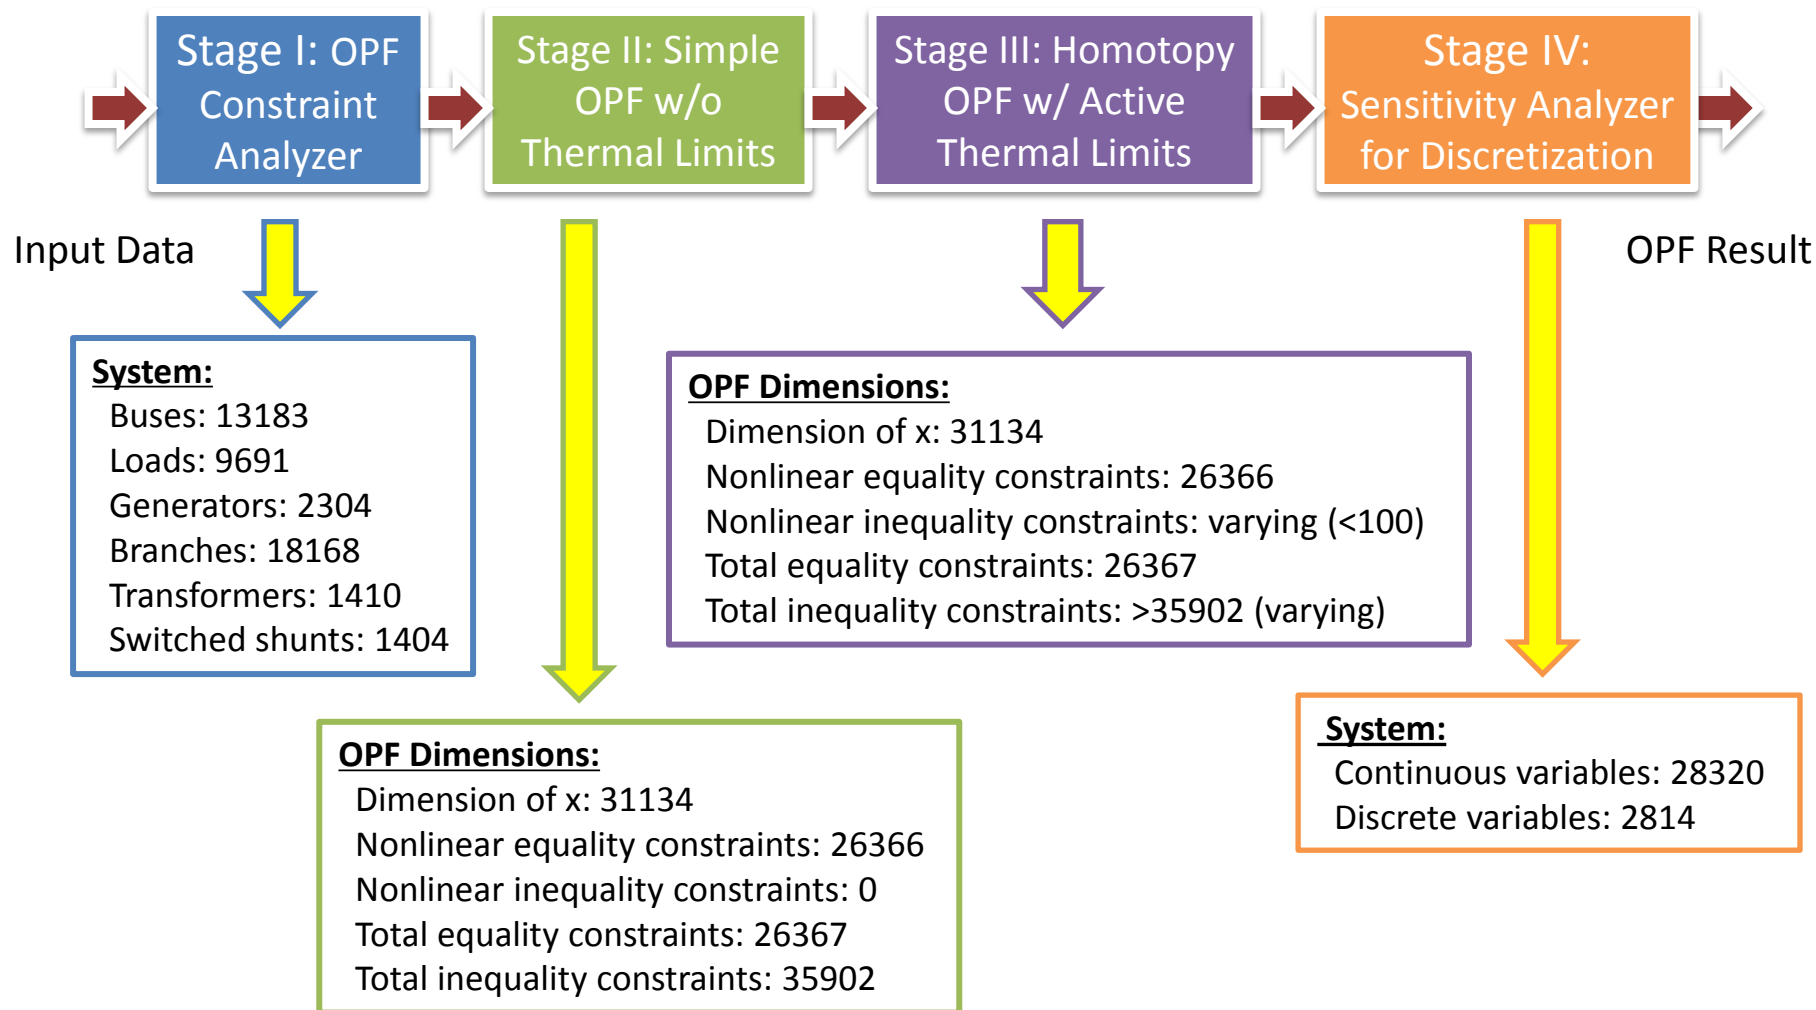 Stage I: OPF
Constraint
Analyzer
Stage II: Simple
OPF w/o
Thermal Limits
Stage III: Homotopy
OPF w/ Active
Thermal Limits
Stage IV:
Sensitivity Analyzer
for Discretization
Input Data
OPF Result
System:
Buses: 13183
Loads: 9691
Generators: 2304
Branches: 18168
Transformers: 1410
Switched shunts: 1404
OPF Dimensions:
Dimension of x: 31134
Nonlinear equality constraints: 26366
Nonlinear inequality constraints: varying (<100)
Total equality constraints: 26367
Total inequality constraints: >35902 (varying)
OPF Dimensions:
Dimension of x: 31134
Nonlinear equality constraints: 26366
Nonlinear inequality constraints: 0
Total equality constraints: 26367
Total inequality constraints: 35902
System:
Continuous variables: 28320
Discrete variables: 2814